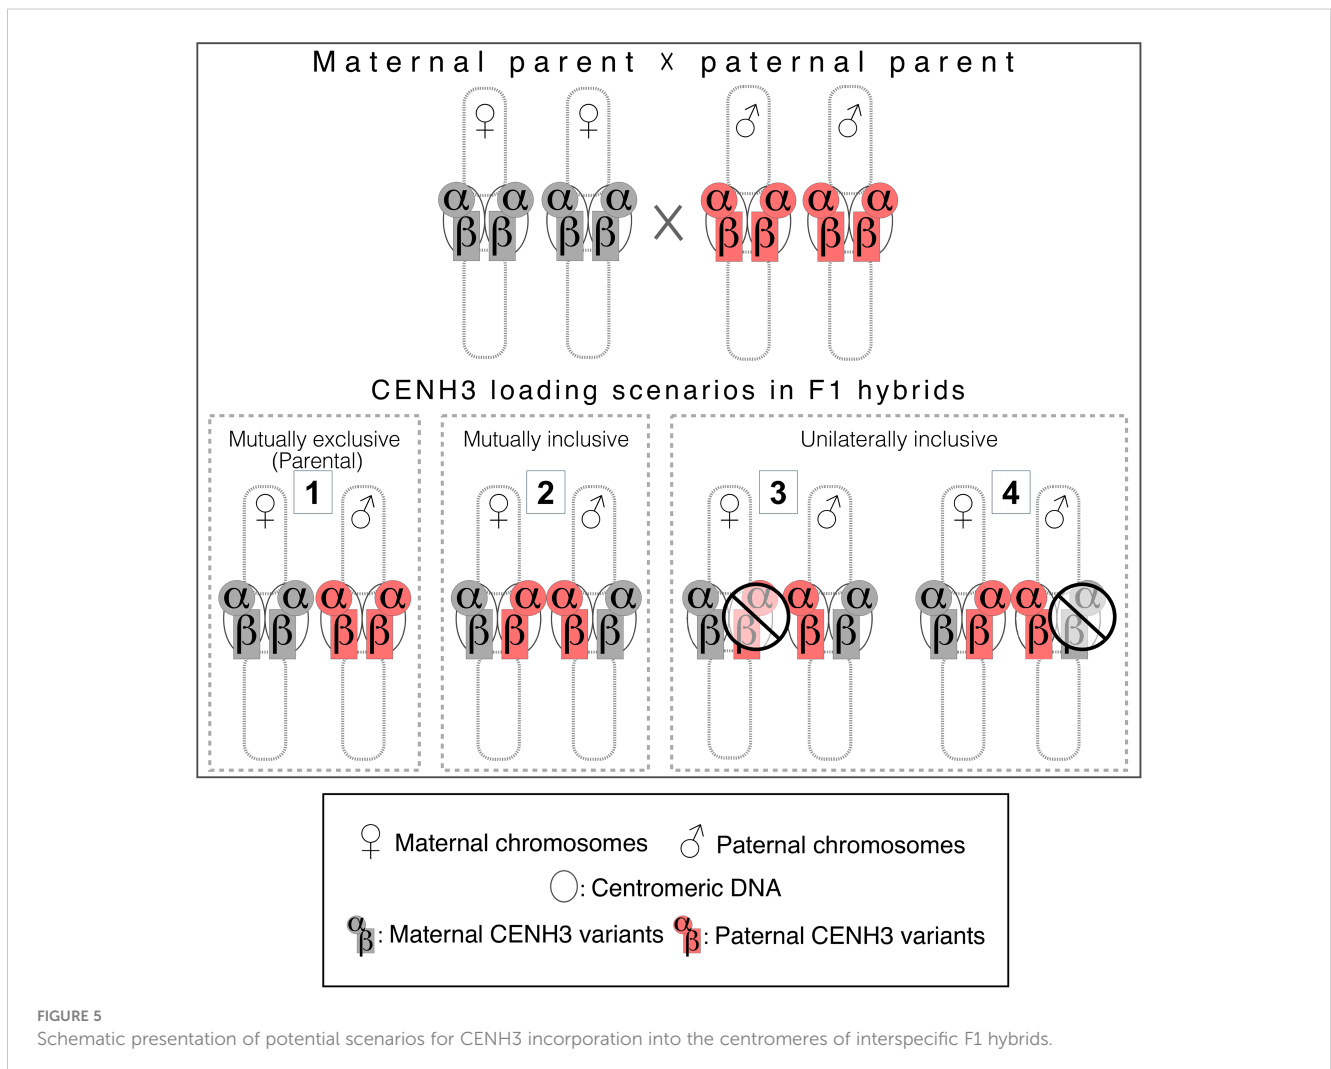 Maternal parent x paternal parent
♀ ♀ ♂ ♂
α α α α α α α α
X
β β β β β β β β
CENH3 loading scenarios in F1 hybrids
Mutually exclusive
(Parental)
Mutually inclusive
Unilaterally inclusive
1 2 3 4
♀ ♂ ♀ ♂ ♀ ♂ ♀ ♂
α α α α α α α α α α α α α α α α
β β β β β β β β β β β β β β β β
♀ Maternal chromosomes ♂ Paternal chromosomes
: Centromeric DNA
αβ: Maternal CENH3 variants αβ: Paternal CENH3 variants
FIGURE 5
Schematic presentation of potential scenarios for CENH3 incorporation into the centromeres of interspecific F1 hybrids.